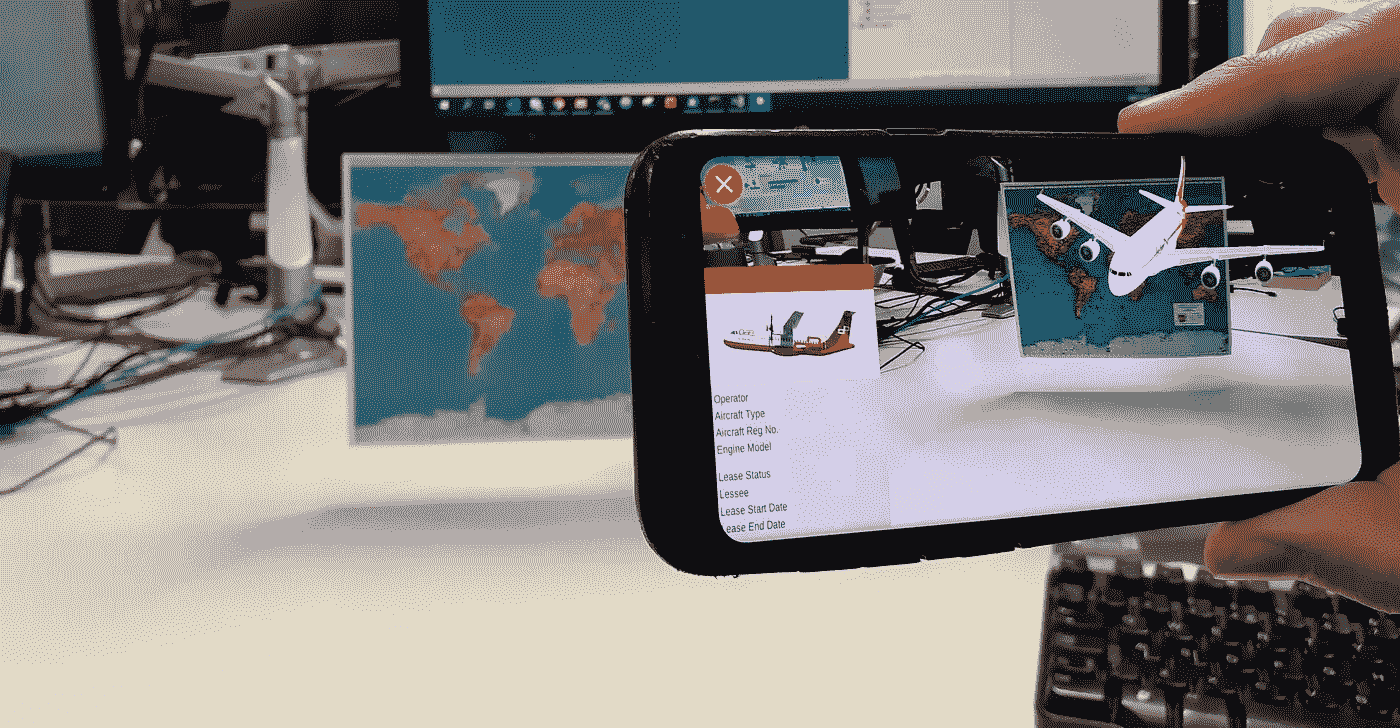 Operator
Aircraft Type
Aircraft Reg No.
Engine Model
Lease Status
Lessee
Lease Start Date
Lease End Date